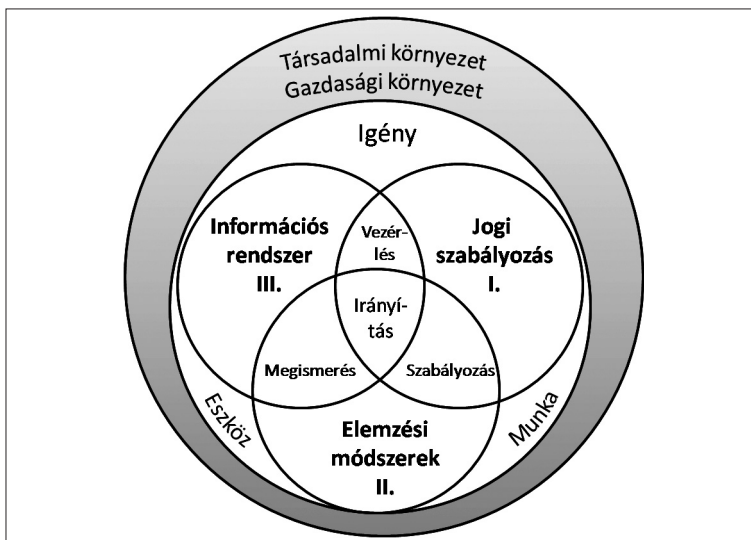 Társadalmi környezet
Gazdasági környezet
Igény
Információs
rendszer
III.
Vezér-
lés
Jogi
szabályozás
I.
Irányí-
tás
Megismerés
Szabályozás
Eszköz
Elemzési
módszerek
II.
Munka